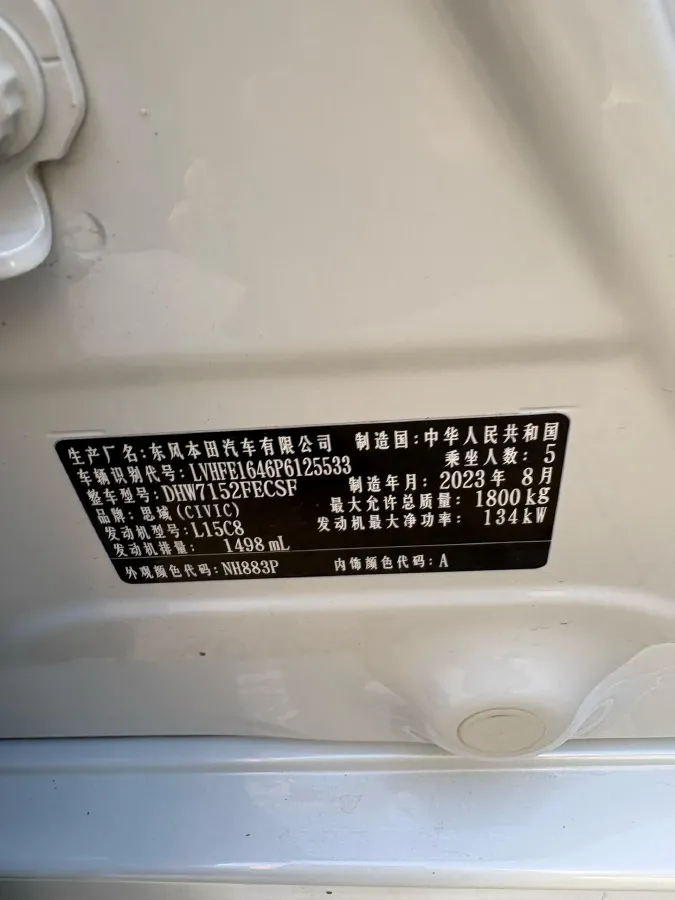 生产厂名:东风本田汽车有限公司 制造国:中华人民共和国
车辆识别代号:LVHFE1646P6125533 乘坐人数:5
整车型号:DHW7152FECSF 制造年月:2023年8月
品牌:思域(CIVIC) 最大允许总质量:1800kg
发动机型号:L15C8 发动机最大净功率:134kW
发动机排量:1498mL
外观颜色代码:NH883P 内饰颜色代码:A